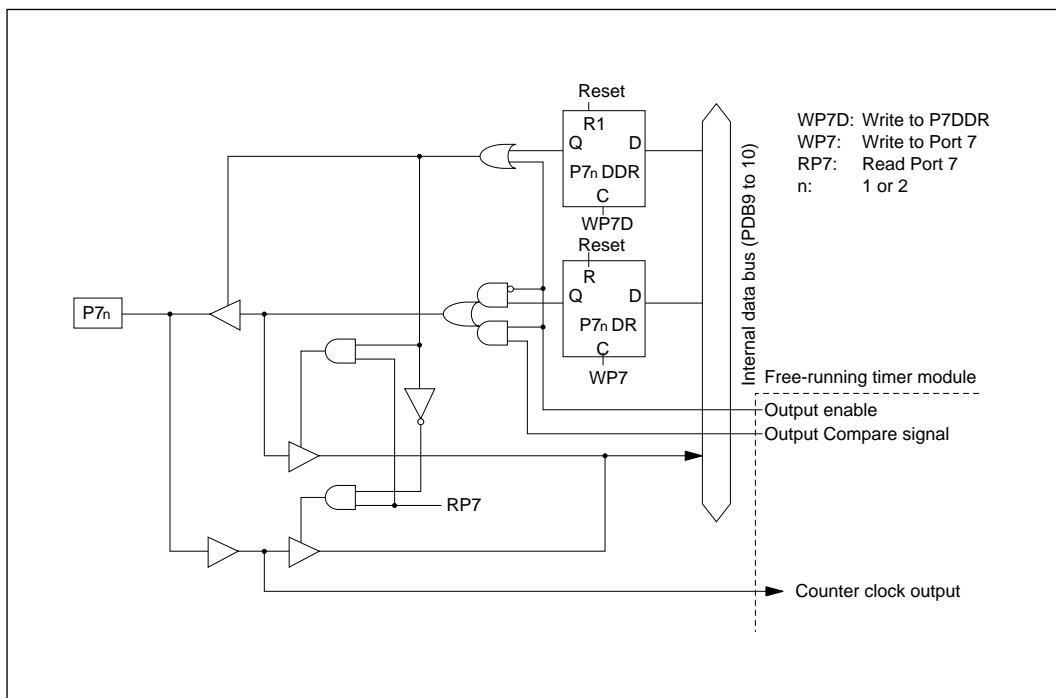 Reset
R1
Q D
P7n DDR
C
WP7D
Reset
R
Q D
P7n DR
C
WP7
P7n
RP7
Internal data bus (PDB9 to 10)
WP7D: Write to P7DDR
WP7: Write to Port 7
RP7: Read Port 7
n: 1 or 2
Free-running timer module
Output enable
Output Compare signal
Counter clock output